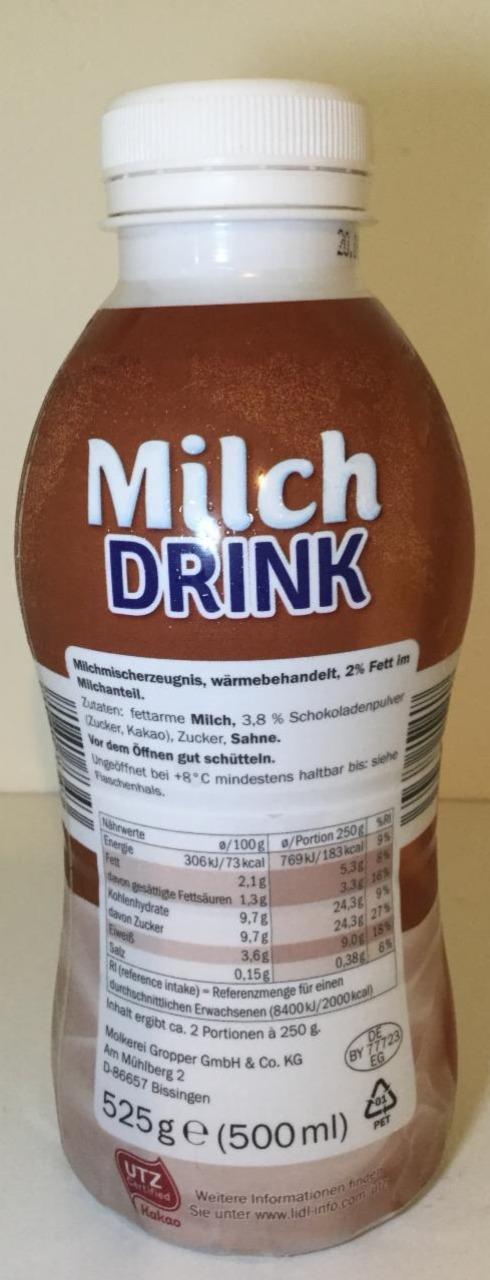 20.
Milch
DRINK
Milchmischerzeugnis, wärmebehandelt, 2% Fett im
Milchanteil.
Zutaten: fettarme Milch, 3,8 % Schokoladenpulver
(Zucker, Kakao), Zucker, Sahne.
Vor dem Öffnen gut schütteln.
Ungeöffnet bei +8°C mindestens haltbar bis: siehe
Flaschenhals.
Nährwerte ø/100g ø/Portion 250g %RI
Energie 306kJ/73kcal 769kJ/183kcal 9%
Fett 2,1g 5,3g 8%
davon gesättigte Fettsäuren 1,3g 3,3g 16%
Kohlenhydrate 9,7g 24,3g 9%
davon Zucker 9,7g 24,3g 27%
Eiweiß 3,6g 9,0g 18%
Salz 0,15g 0,38g 6%
RI (reference intake) = Referenzmenge für einen
durchschnittlichen Erwachsenen (8400kJ/2000kcal)
Inhalt ergibt ca. 2 Portionen à 250 g.
Molkerei Gropper GmbH & Co. KG
Am Mühlberg 2
D-86657 Bissingen
DE
BY 77723
EG
525g e (500ml)
01
PET
UTZ
Certified
Kakao
Weitere Informationen finden
Sie unter www.lidl-info.com